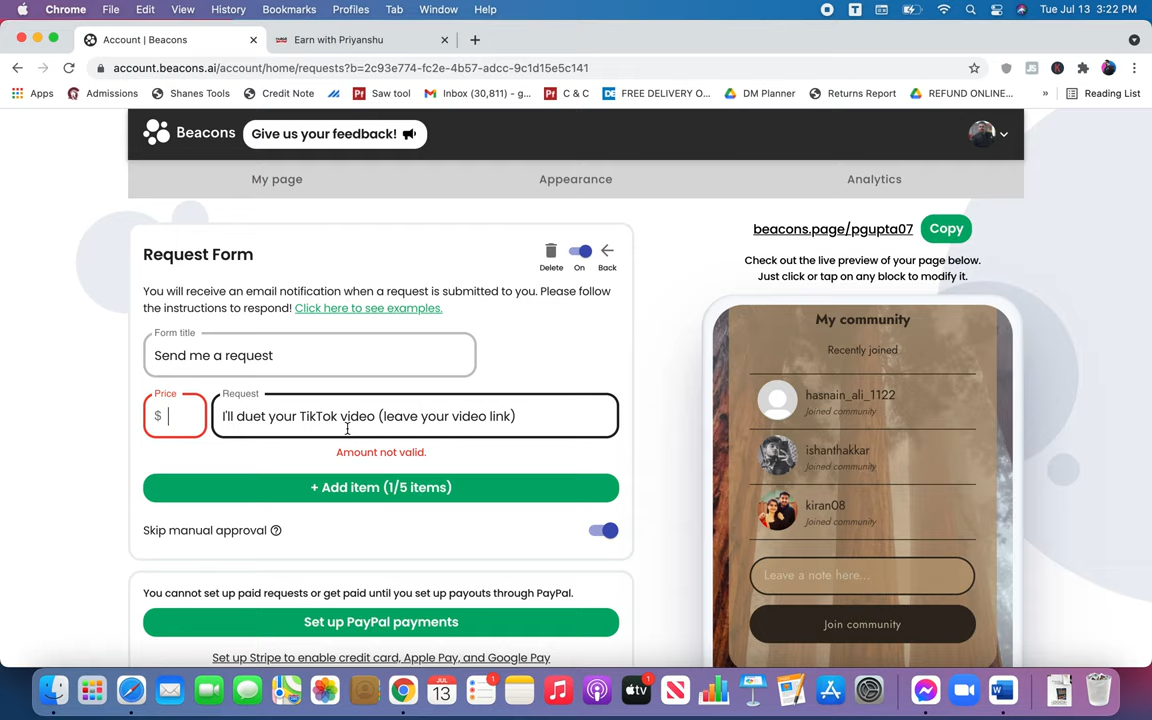 Chrome File Edit View History Bookmarks Profiles Tab Window Help Tue Jul 13 3:22 PM
Account | Beacons Earn with Priyanshu
account.beacons.ai/account/home/requests?b=2c93e774-fc2e-4b57-adcc-9c1d15e5c141
Apps Admissions Shanes Tools Credit Note Saw tool Inbox (30,811) - g... C & C FREE DELIVERY O... DM Planner Returns Report REFUND ONLINE... » Reading List
Beacons Give us your feedback!
My page Appearance Analytics
beacons.page/pgupta07 Copy
Request Form
Delete On Back
Check out the live preview of your page below.
Just click or tap on any block to modify it.
You will receive an email notification when a request is submitted to you. Please follow
the instructions to respond! Click here to see examples.
Form title
Send me a request
Price Request
$ I'll duet your TikTok video (leave your video link)
Amount not valid.
+ Add item (1/5 items)
Skip manual approval
You cannot set up paid requests or get paid until you set up payouts through PayPal.
Set up PayPal payments
Set up Stripe to enable credit card, Apple Pay, and Google Pay
My community
Recently joined
hasnain_ali_1122
Joined community
ishanthakkar
Joined community
kiran08
Joined community
Leave a note here...
Join community
JUL
13
1
tv
1